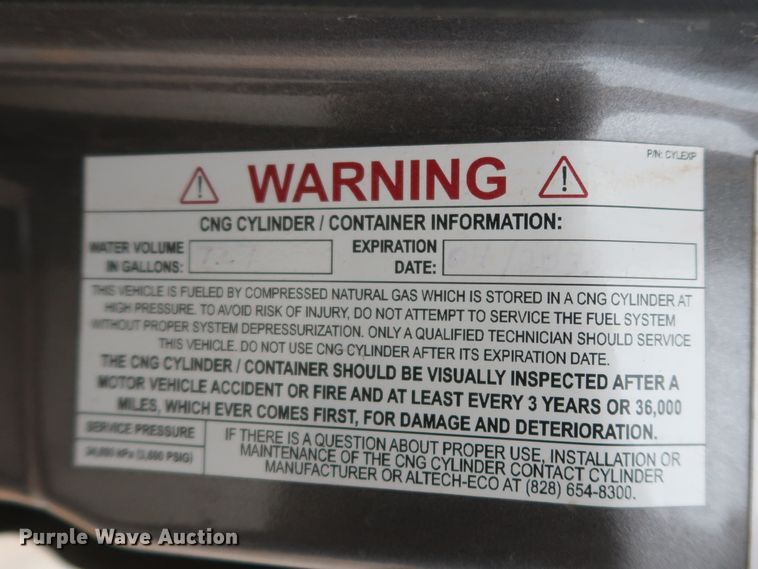 P/N: CYLEXP
WARNING
CNG CYLINDER / CONTAINER INFORMATION:
WATER VOLUME IN GALLONS:
EXPIRATION DATE:
THIS VEHICLE IS FUELED BY COMPRESSED NATURAL GAS WHICH IS STORED IN A CNG CYLINDER AT
HIGH PRESSURE. TO AVOID RISK OF INJURY, DO NOT ATTEMPT TO SERVICE THE FUEL SYSTEM
WITHOUT PROPER SYSTEM DEPRESSURIZATION. ONLY A QUALIFIED TECHNICIAN SHOULD SERVICE
THIS VEHICLE. DO NOT USE CNG CYLINDER AFTER ITS EXPIRATION DATE.
THE CNG CYLINDER / CONTAINER SHOULD BE VISUALLY INSPECTED AFTER A
MOTOR VEHICLE ACCIDENT OR FIRE AND AT LEAST EVERY 3 YEARS OR 36,000
MILES, WHICH EVER COMES FIRST, FOR DAMAGE AND DETERIORATION.
SERVICE PRESSURE
kPa (3,600 PSIG)
IF THERE IS A QUESTION ABOUT PROPER USE, INSTALLATION OR
MAINTENANCE OF THE CNG CYLINDER CONTACT CYLINDER
MANUFACTURER OR ALTECH-ECO AT (828) 654-8300.
Purple Wave Auction